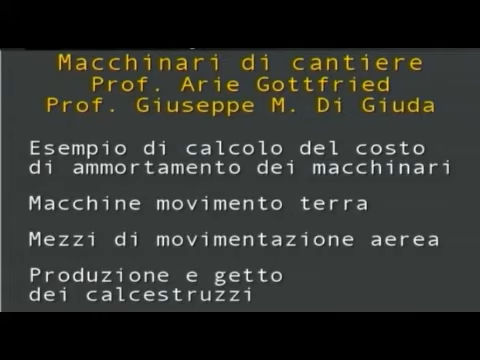 Macchinari di cantiere
Prof. Arie Gottfried
Prof. Giuseppe M. Di Giuda
Esempio di calcolo del costo
di ammortamento dei macchinari
Macchine movimento terra
Mezzi di movimentazione aerea
Produzione e getto
dei calcestruzzi